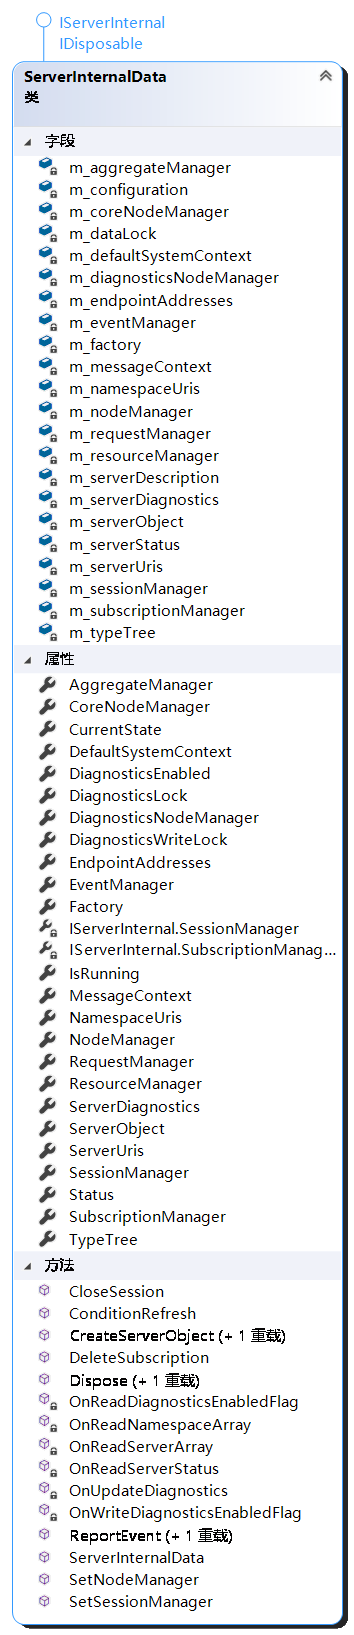 IServerInternal
IDisposable
ServerInternalData
类
字段
m_aggregateManager
m_configuration
m_coreNodeManager
m_dataLock
m_defaultSystemContext
m_diagnosticsNodeManager
m_endpointAddresses
m_eventManager
m_factory
m_messageContext
m_namespaceUris
m_nodeManager
m_requestManager
m_resourceManager
m_serverDescription
m_serverDiagnostics
m_serverObject
m_serverStatus
m_serverUris
m_sessionManager
m_subscriptionManager
m_typeTree
属性
AggregateManager
CoreNodeManager
CurrentState
DefaultSystemContext
DiagnosticsEnabled
DiagnosticsLock
DiagnosticsNodeManager
DiagnosticsWriteLock
EndpointAddresses
EventManager
Factory
IServerInternal.SessionManager
IServerInternal.SubscriptionManag...
IsRunning
MessageContext
NamespaceUris
NodeManager
RequestManager
ResourceManager
ServerDiagnostics
ServerObject
ServerUris
SessionManager
Status
SubscriptionManager
TypeTree
方法
CloseSession
ConditionRefresh
CreateServerObject (+ 1 重载)
DeleteSubscription
Dispose (+ 1 重载)
OnReadDiagnosticsEnabledFlag
OnReadNamespaceArray
OnReadServerArray
OnReadServerStatus
OnUpdateDiagnostics
OnWriteDiagnosticsEnabledFlag
ReportEvent (+ 1 重载)
ServerInternalData
SetNodeManager
SetSessionManager